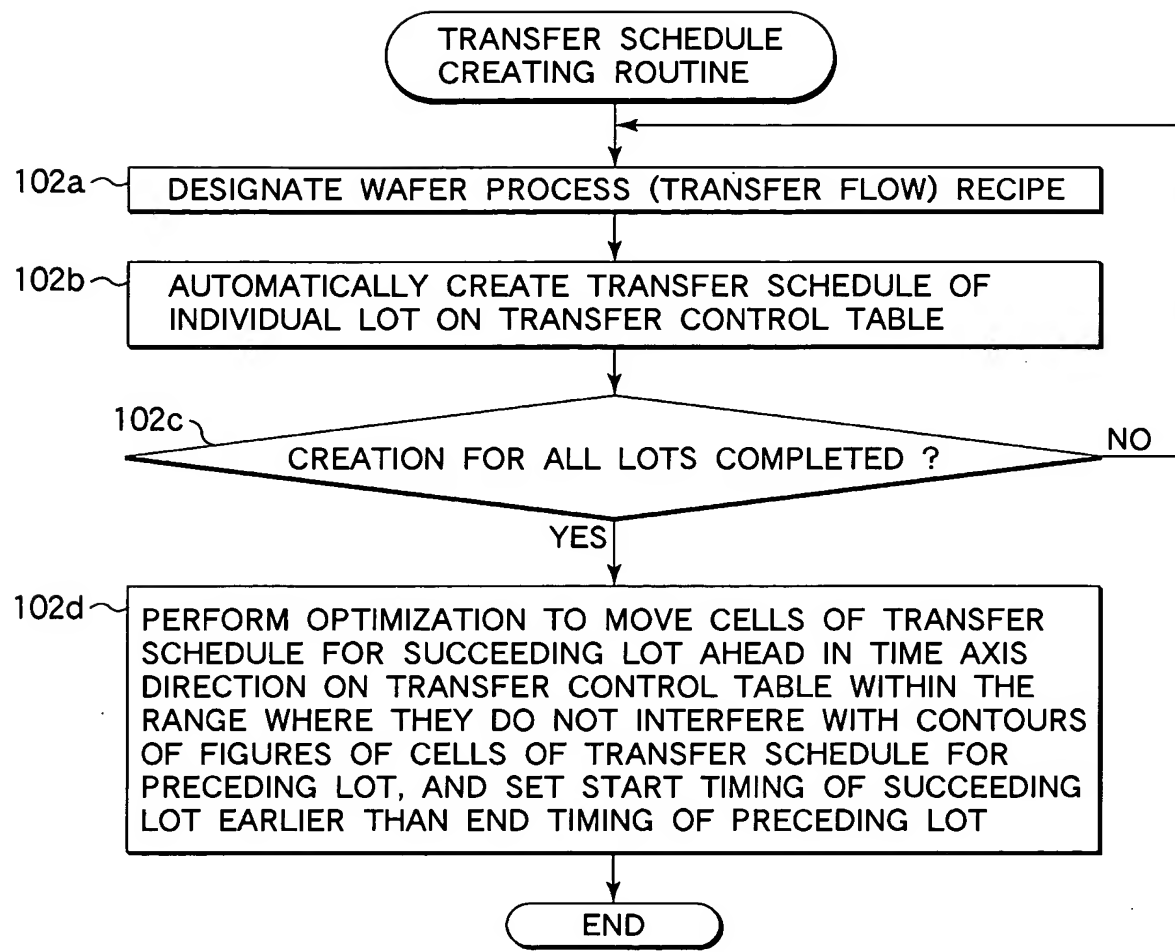 TRANSFER SCHEDULE
CREATING ROUTINE
102a
DESIGNATE WAFER PROCESS (TRANSFER FLOW) RECIPE
102b
AUTOMATICALLY CREATE TRANSFER SCHEDULE OF
INDIVIDUAL LOT ON TRANSFER CONTROL TABLE
102c
CREATION FOR ALL LOTS COMPLETED ?
NO
YES
102d
PERFORM OPTIMIZATION TO MOVE CELLS OF TRANSFER
SCHEDULE FOR SUCCEEDING LOT AHEAD IN TIME AXIS
DIRECTION ON TRANSFER CONTROL TABLE WITHIN THE
RANGE WHERE THEY DO NOT INTERFERE WITH CONTOURS
OF FIGURES OF CELLS OF TRANSFER SCHEDULE FOR
PRECEDING LOT, AND SET START TIMING OF SUCCEEDING
LOT EARLIER THAN END TIMING OF PRECEDING LOT
END